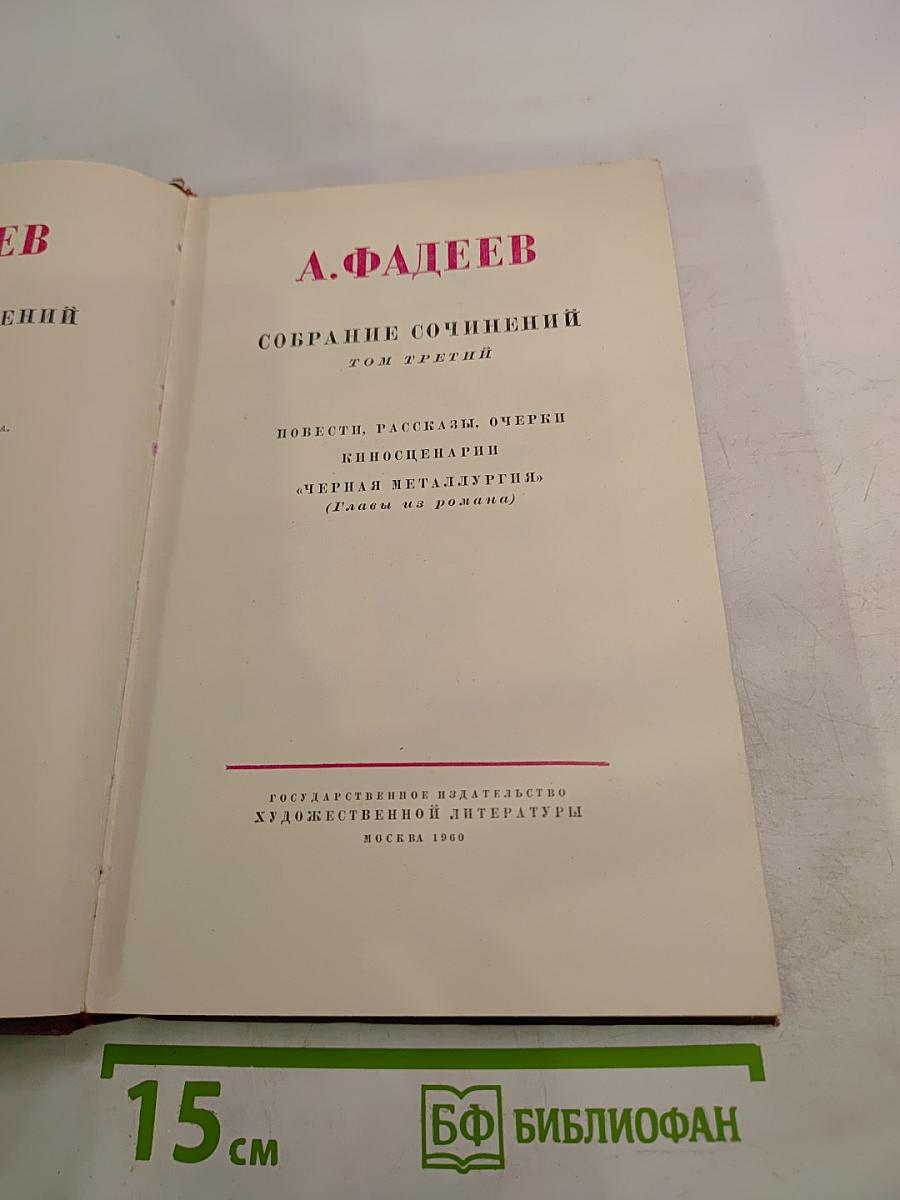 ЕВ
ЕНИЙ
А.
А. ФАДЕЕВ
СОБРАНИЕ СОЧИНЕНИЙ
ТОМ ТРЕТИЙ
ПОВЕСТИ, РАССКАЗЫ, ОЧЕРКИ
КИНОСЦЕНАРИИ
«ЧЕРНАЯ МЕТАЛЛУРГИЯ»
(Главы из романа)
ГОСУДАРСТВЕННОЕ ИЗДАТЕЛЬСТВО
ХУДОЖЕСТВЕННОЙ ЛИТЕРАТУРЫ
МОСКВА 1960
15 см
БФ БИБЛИОФАН